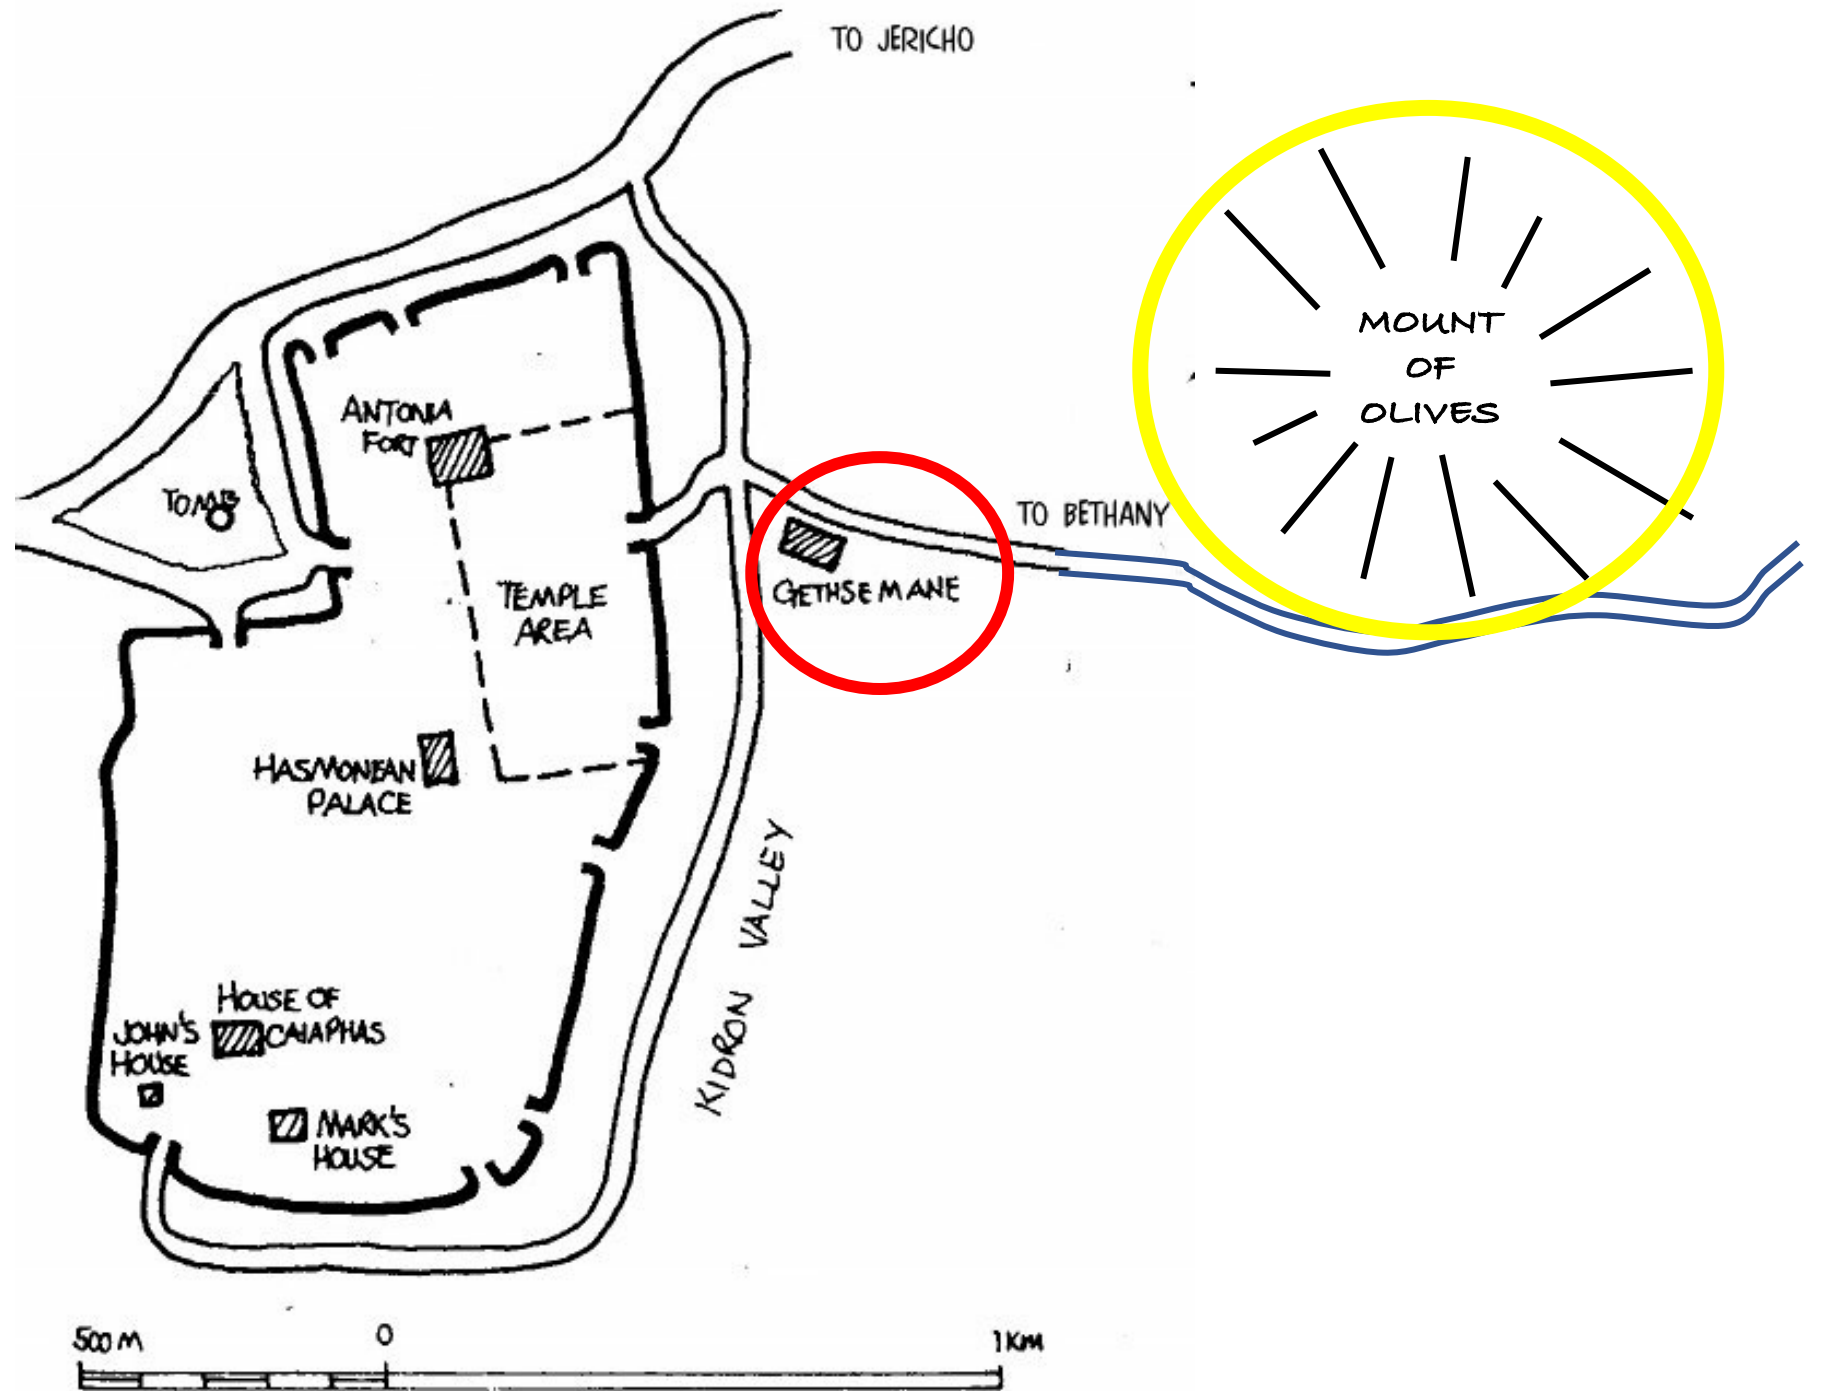 TO JERICHO
MOUNT
OF
OLIVES
ANTONIA
FORT
TOMB
TO BETHANY
GETHSEMANE
TEMPLE
AREA
HASMONEAN
PALACE
KIDRON VALLEY
HOUSE OF
CAIAPHAS
JOHN'S
HOUSE
MARK'S
HOUSE
500 M 0 1 KM